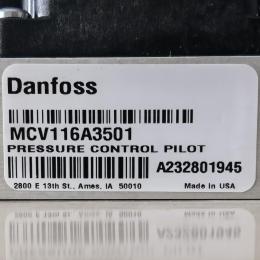 Danfoss
MCV116A3501
PRESSURE CONTROL PILOT
A232801945
2800 E 13th St., Ames, IA 50010
Made in USA